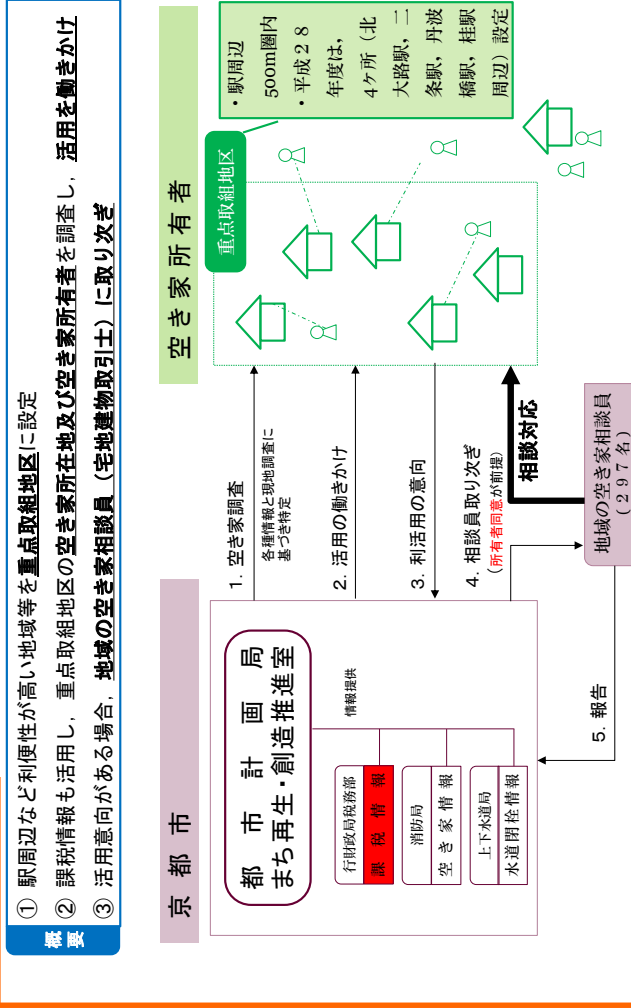 概要
① 駅周辺など利便性が高い地域等を重点取組地区に設定
② 課税情報も活用し，重点取組地区の空き家所在地及び空き家所有者を調査し，活用を働きかけ
③ 活用意向がある場合，地域の空き家相談員（宅地建物取引士）に取り次ぎ
京都市
都市計画局
まち再生・創造推進室
情報提供
行財政局税務部
課税情報
消防局
空き家情報
上下水道局
水道閉栓情報
1. 空き家調査
各種情報と現地調査に
基づき特定
2. 活用の働きかけ
3. 利活用の意向
4. 相談員取り次ぎ
（所有者同意が前提）
相談対応
5. 報告
地域の空き家相談員
（２９７名）
空き家所有者
重点取組地区
・駅周辺
500m圏内
・平成２８
年度は，
4ケ所（北
大路駅，二
条駅，丹波
橋駅，桂駅
周辺）設定